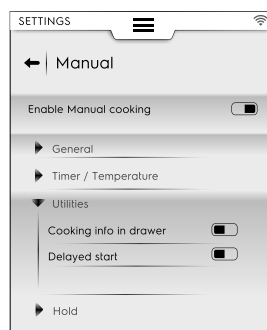 SETTINGS
Manual
Enable Manual cooking
General
Timer / Temperature
Utilities
Cooking info in drawer
Delayed start
Hold